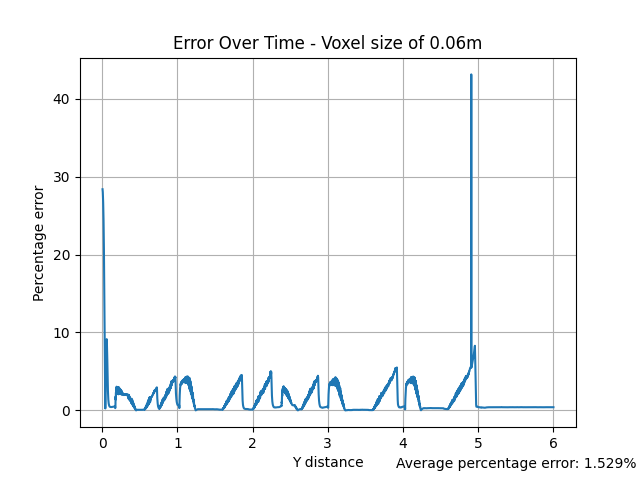 Error Over Time - Voxel size of 0.06m
Percentage error
40
30
20
10
0
0 1 2 3 4 5 6
Y distance
Average percentage error: 1.529%